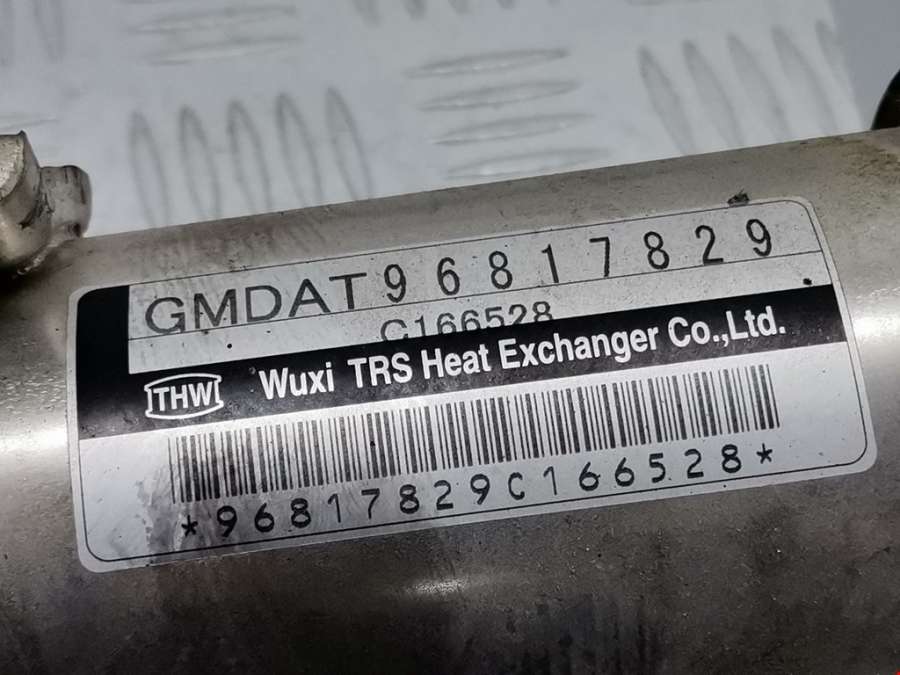 GMDAT 96817829
C166528
THW Wuxi TRS Heat Exchanger Co.,Ltd.
*96817829C166528*